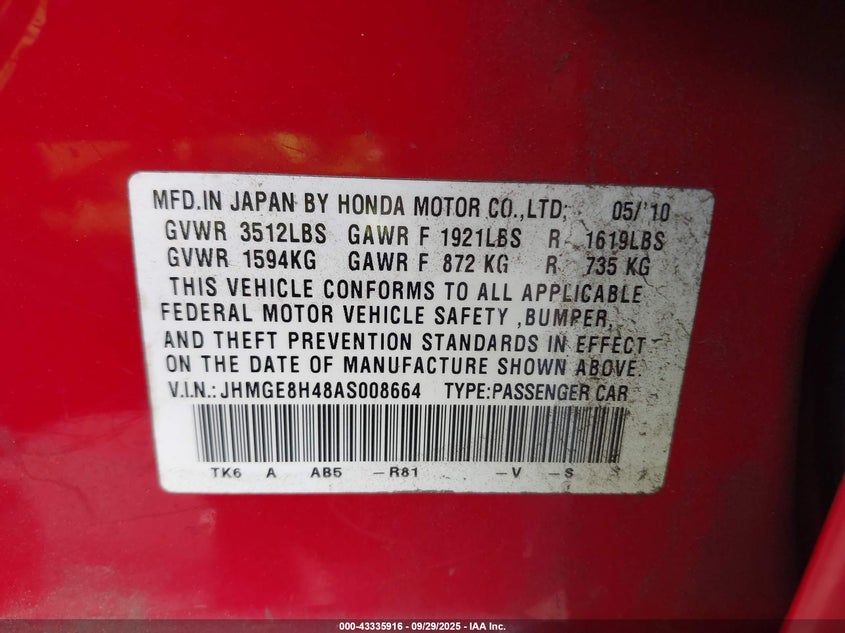 MFD.IN JAPAN BY HONDA MOTOR CO.,LTD; 05/'10
GVWR 3512LBS GAWR F 1921LBS R 1619LBS
GVWR 1594KG GAWR F 872 KG R 735 KG
THIS VEHICLE CONFORMS TO ALL APPLICABLE
FEDERAL MOTOR VEHICLE SAFETY ,BUMPER,
AND THEFT PREVENTION STANDARDS IN EFFECT
ON THE DATE OF MANUFACTURE SHOWN ABOVE.
V.I.N.: JHMGE8H48AS008664 TYPE:PASSENGER CAR
TK6 A AB5 -R81 -V -S
000-43335916 - 09/29/2025 - IAA Inc.